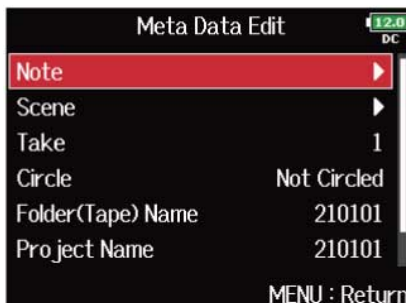 Meta Data Edit
12.0
DC
Note
Scene
Take 1
Circle Not Circled
Folder(Tape) Name 210101
Project Name 210101
MENU : Return